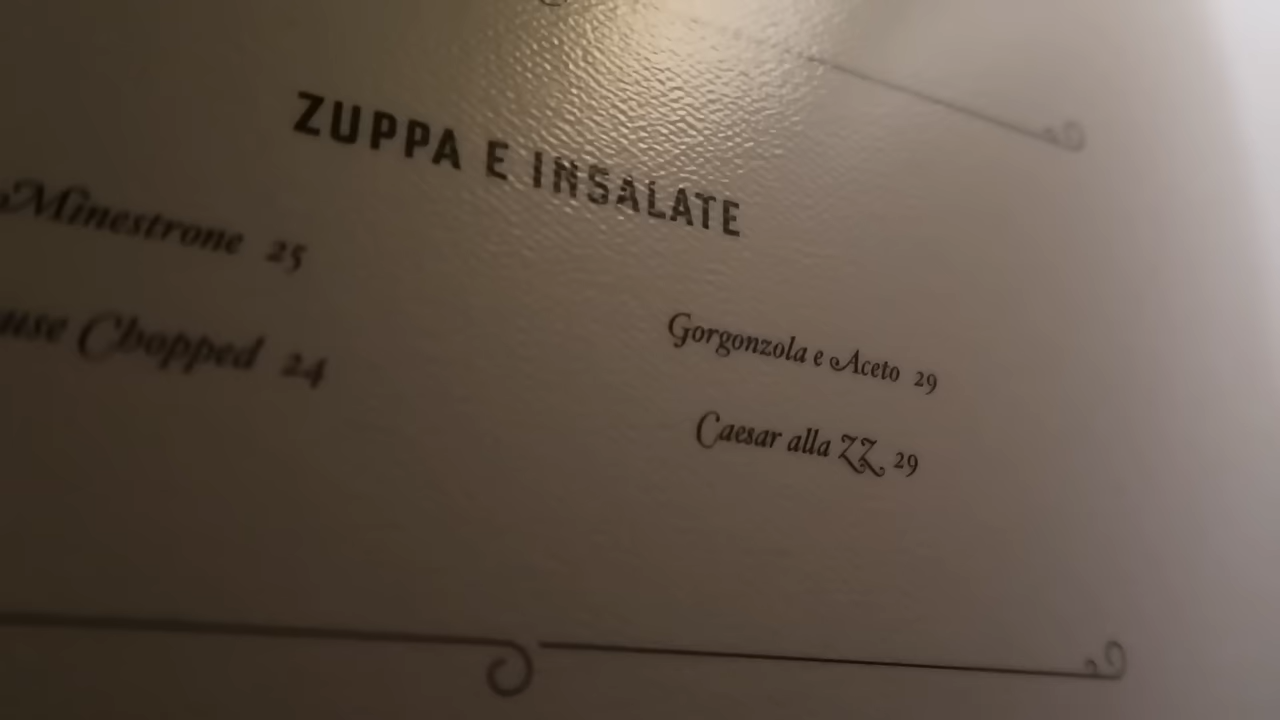 ZUPPA E INSALATE
Minestrone 25
Chopped 24
Gorgonzola e Aceto 29
Caesar alla ZZ 29